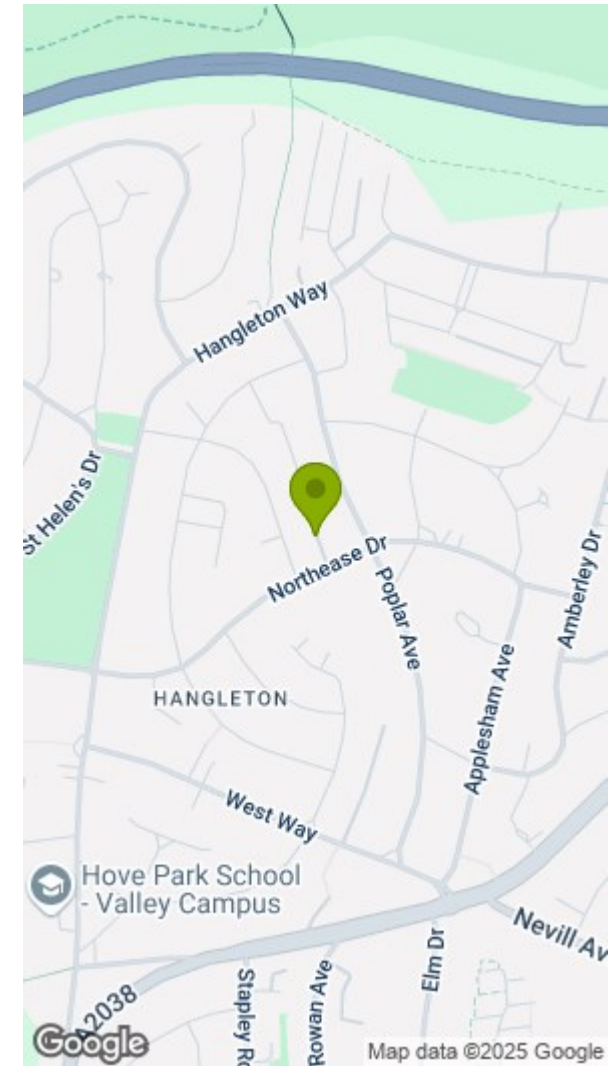 Hangleton Way
St Helen's Dr
Northease Dr
Poplar Ave
Amberley Dr
Applesham Ave
HANGLETON
West Way
Hove Park School
- Valley Campus
Nevill Av
A2038
Stapley Ro
Rowan Ave
Elm Dr
Google
Map data ©2025 Google